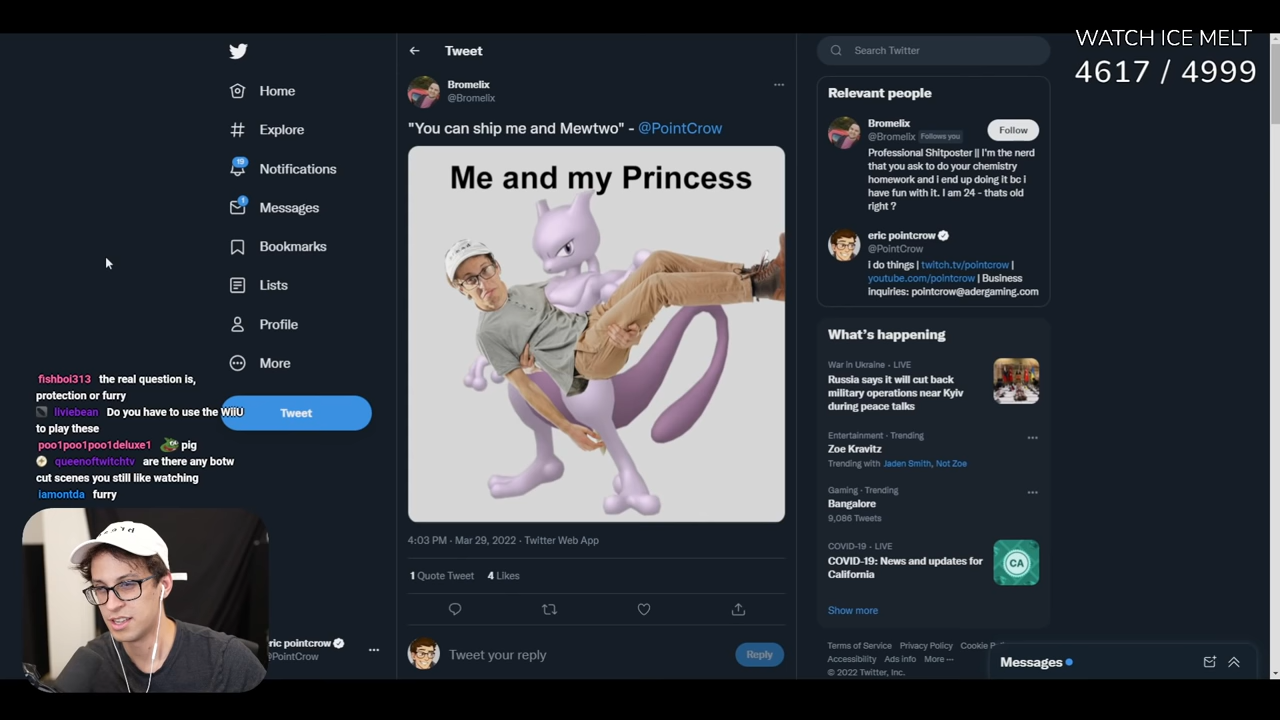 WATCH ICE MELT
4617 / 4999
Home
Explore
19
Notifications
1
Messages
Bookmarks
Lists
Profile
More
Tweet
fishboi313 the real question is,
protection or furry
liviebean Do you have to use the WiiU
to play these
poo1poo1poo1deluxe1 pig
queenoftwitchtv are there any botw
cut scenes you still like watching
iamontda furry
ric pointcrow
PointCrow
Tweet
Bromelix
@Bromelix
"You can ship me and Mewtwo" - @PointCrow
Me and my Princess
4:03 PM · Mar 29, 2022 · Twitter Web App
1 Quote Tweet 4 Likes
Tweet your reply
Reply
Search Twitter
Relevant people
Bromelix
@Bromelix Follows you
Follow
Professional Shitposter || I'm the nerd
that you ask to do your chemistry
homework and i end up doing it bc i
have fun with it. I am 24 - thats old
right ?
eric pointcrow
@PointCrow
i do things | twitch.tv/pointcrow |
youtube.com/pointcrow | Business
inquiries: pointcrow@adergaming.com
What's happening
War in Ukraine · LIVE
Russia says it will cut back
military operations near Kyiv
during peace talks
Entertainment · Trending
Zoe Kravitz
Trending with Jaden Smith, Not Zoe
Gaming · Trending
Bangalore
9,086 Tweets
COVID-19 · LIVE
COVID-19: News and updates for
California
CA
Show more
Terms of Service Privacy Policy Cookie
Accessibility Ads info More ···
© 2022 Twitter, Inc.
Messages